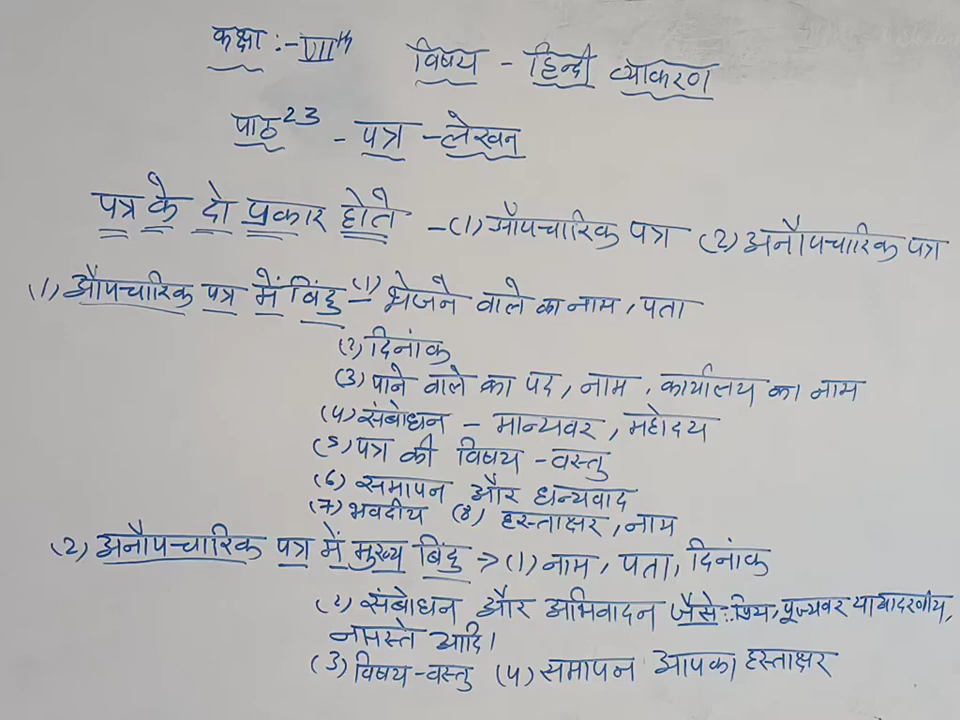 कक्षा :- VII th विषय - हिन्दी व्याकरण
पाठ 23 - पत्र - लेखन
पत्र के दो प्रकार होते - (1) औपचारिक पत्र (2) अनौपचारिक पत्र
(1) औपचारिक पत्र में बिंदु - (1) भेजने वाले का नाम, पता
(2) दिनांक
(3) पाने वाले का पद, नाम, कार्यालय का नाम
(4) संबोधन - मान्यवर, महोदय
(5) पत्र की विषय - वस्तु
(6) समापन और धन्यवाद
(7) भवदीय (8) हस्ताक्षर, नाम
(2) अनौपचारिक पत्र में मुख्य बिंदु → (1) नाम, पता, दिनांक
(2) संबोधन और अभिवादन जैसे: प्रिय, पूज्यवर या आदरणीय,
नमस्ते आदि।
(3) विषय - वस्तु (4) समापन आपका हस्ताक्षर